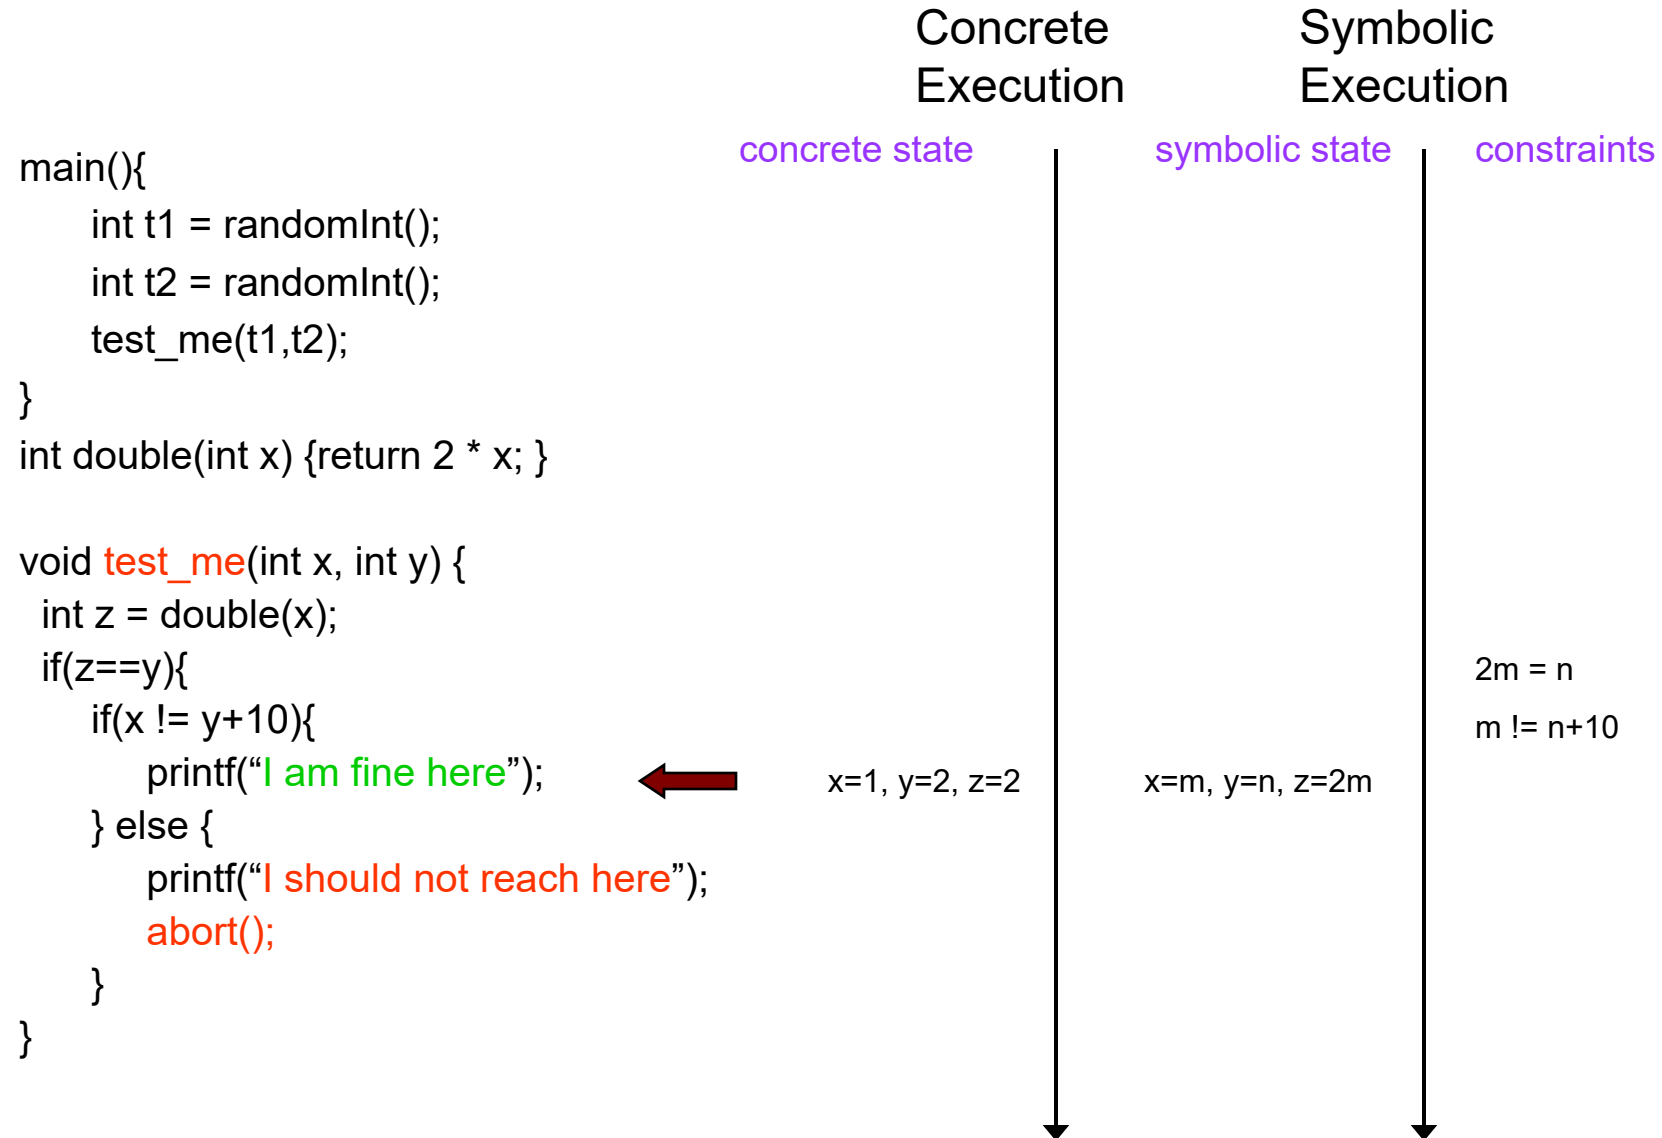 Concrete Execution
Symbolic Execution
concrete state
symbolic state
constraints
main(){
int t1 = randomInt();
int t2 = randomInt();
test_me(t1,t2);
}
int double(int x) {return 2 * x; }
void test_me(int x, int y) {
int z = double(x);
if(z==y){
2m = n
if(x != y+10){
m != n+10
printf(“I am fine here”);
x=1, y=2, z=2
x=m, y=n, z=2m
} else {
printf(“I should not reach here”);
abort();
}
}